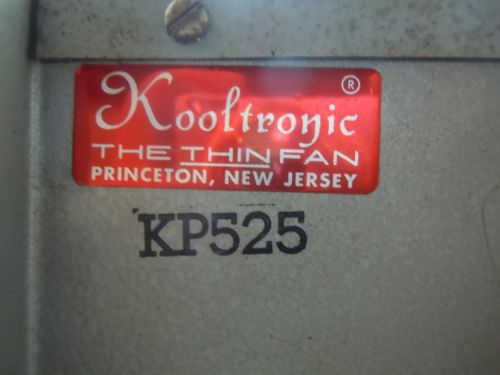 Kooltronic ®
THE THIN FAN
PRINCETON, NEW JERSEY
KP525